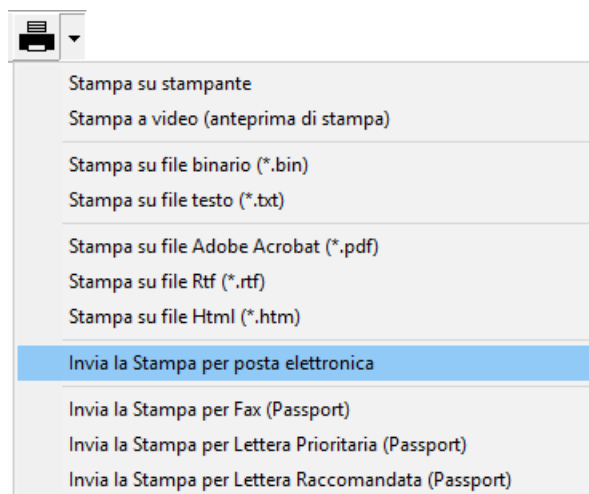 Stampa su stampante
Stampa a video (anteprima di stampa)
Stampa su file binario (*.bin)
Stampa su file testo (*.txt)
Stampa su file Adobe Acrobat (*.pdf)
Stampa su file Rtf (*.rtf)
Stampa su file Html (*.htm)
Invia la Stampa per posta elettronica
Invia la Stampa per Fax (Passport)
Invia la Stampa per Lettera Prioritaria (Passport)
Invia la Stampa per Lettera Raccomandata (Passport)